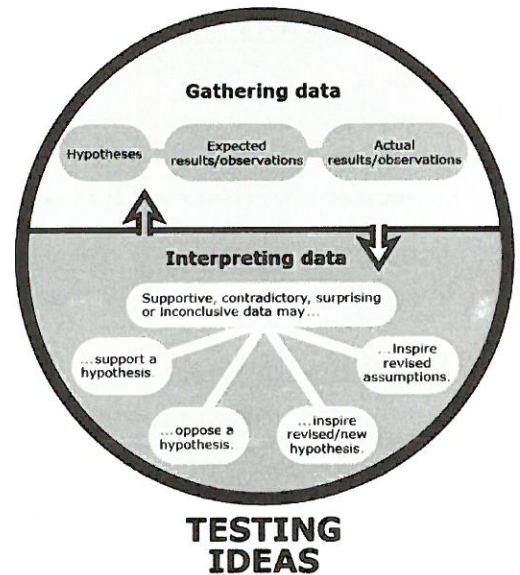 Gathering data
Hypotheses
Expected
results/observations
Actual
results/observations
Interpreting data
Supportive, contradictory, surprising
or inconclusive data may...
...support a
hypothesis.
...oppose a
hypothesis.
...inspire
revised/new
hypothesis.
...inspire
revised
assumptions.
TESTING
IDEAS